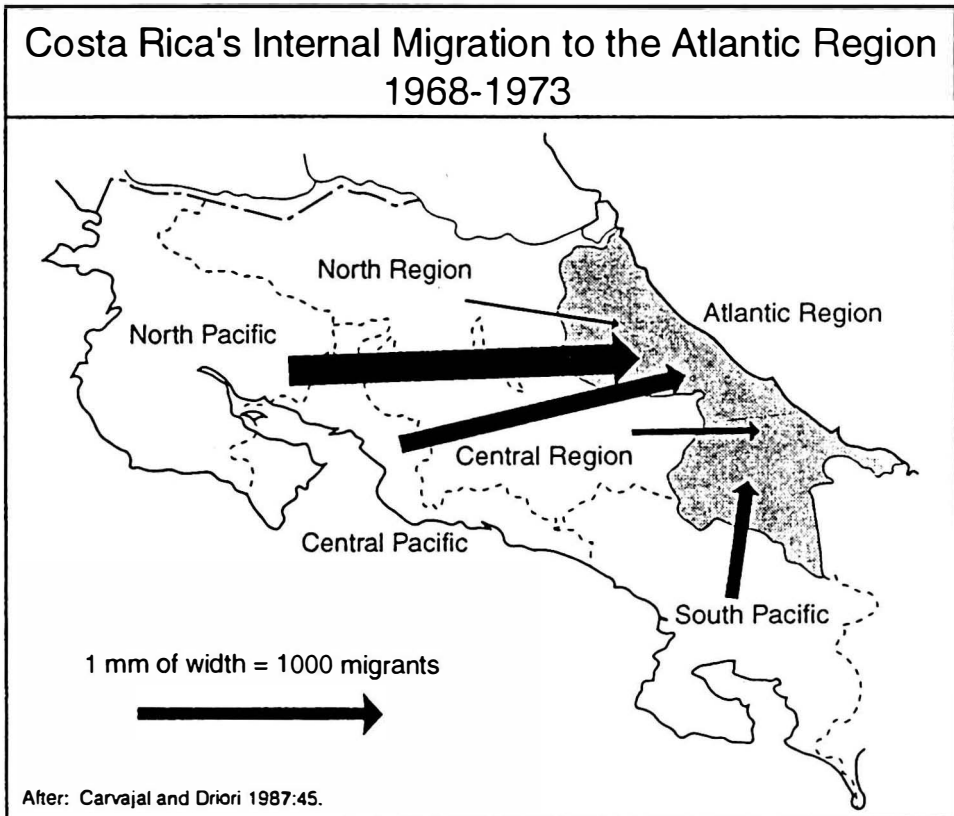 Costa Rica's Internal Migration to the Atlantic Region
1968-1973
North Region
Atlantic Region
North Pacific
Central Region
Central Pacific
South Pacific
1 mm of width = 1000 migrants
After: Carvajal and Driori 1987:45.